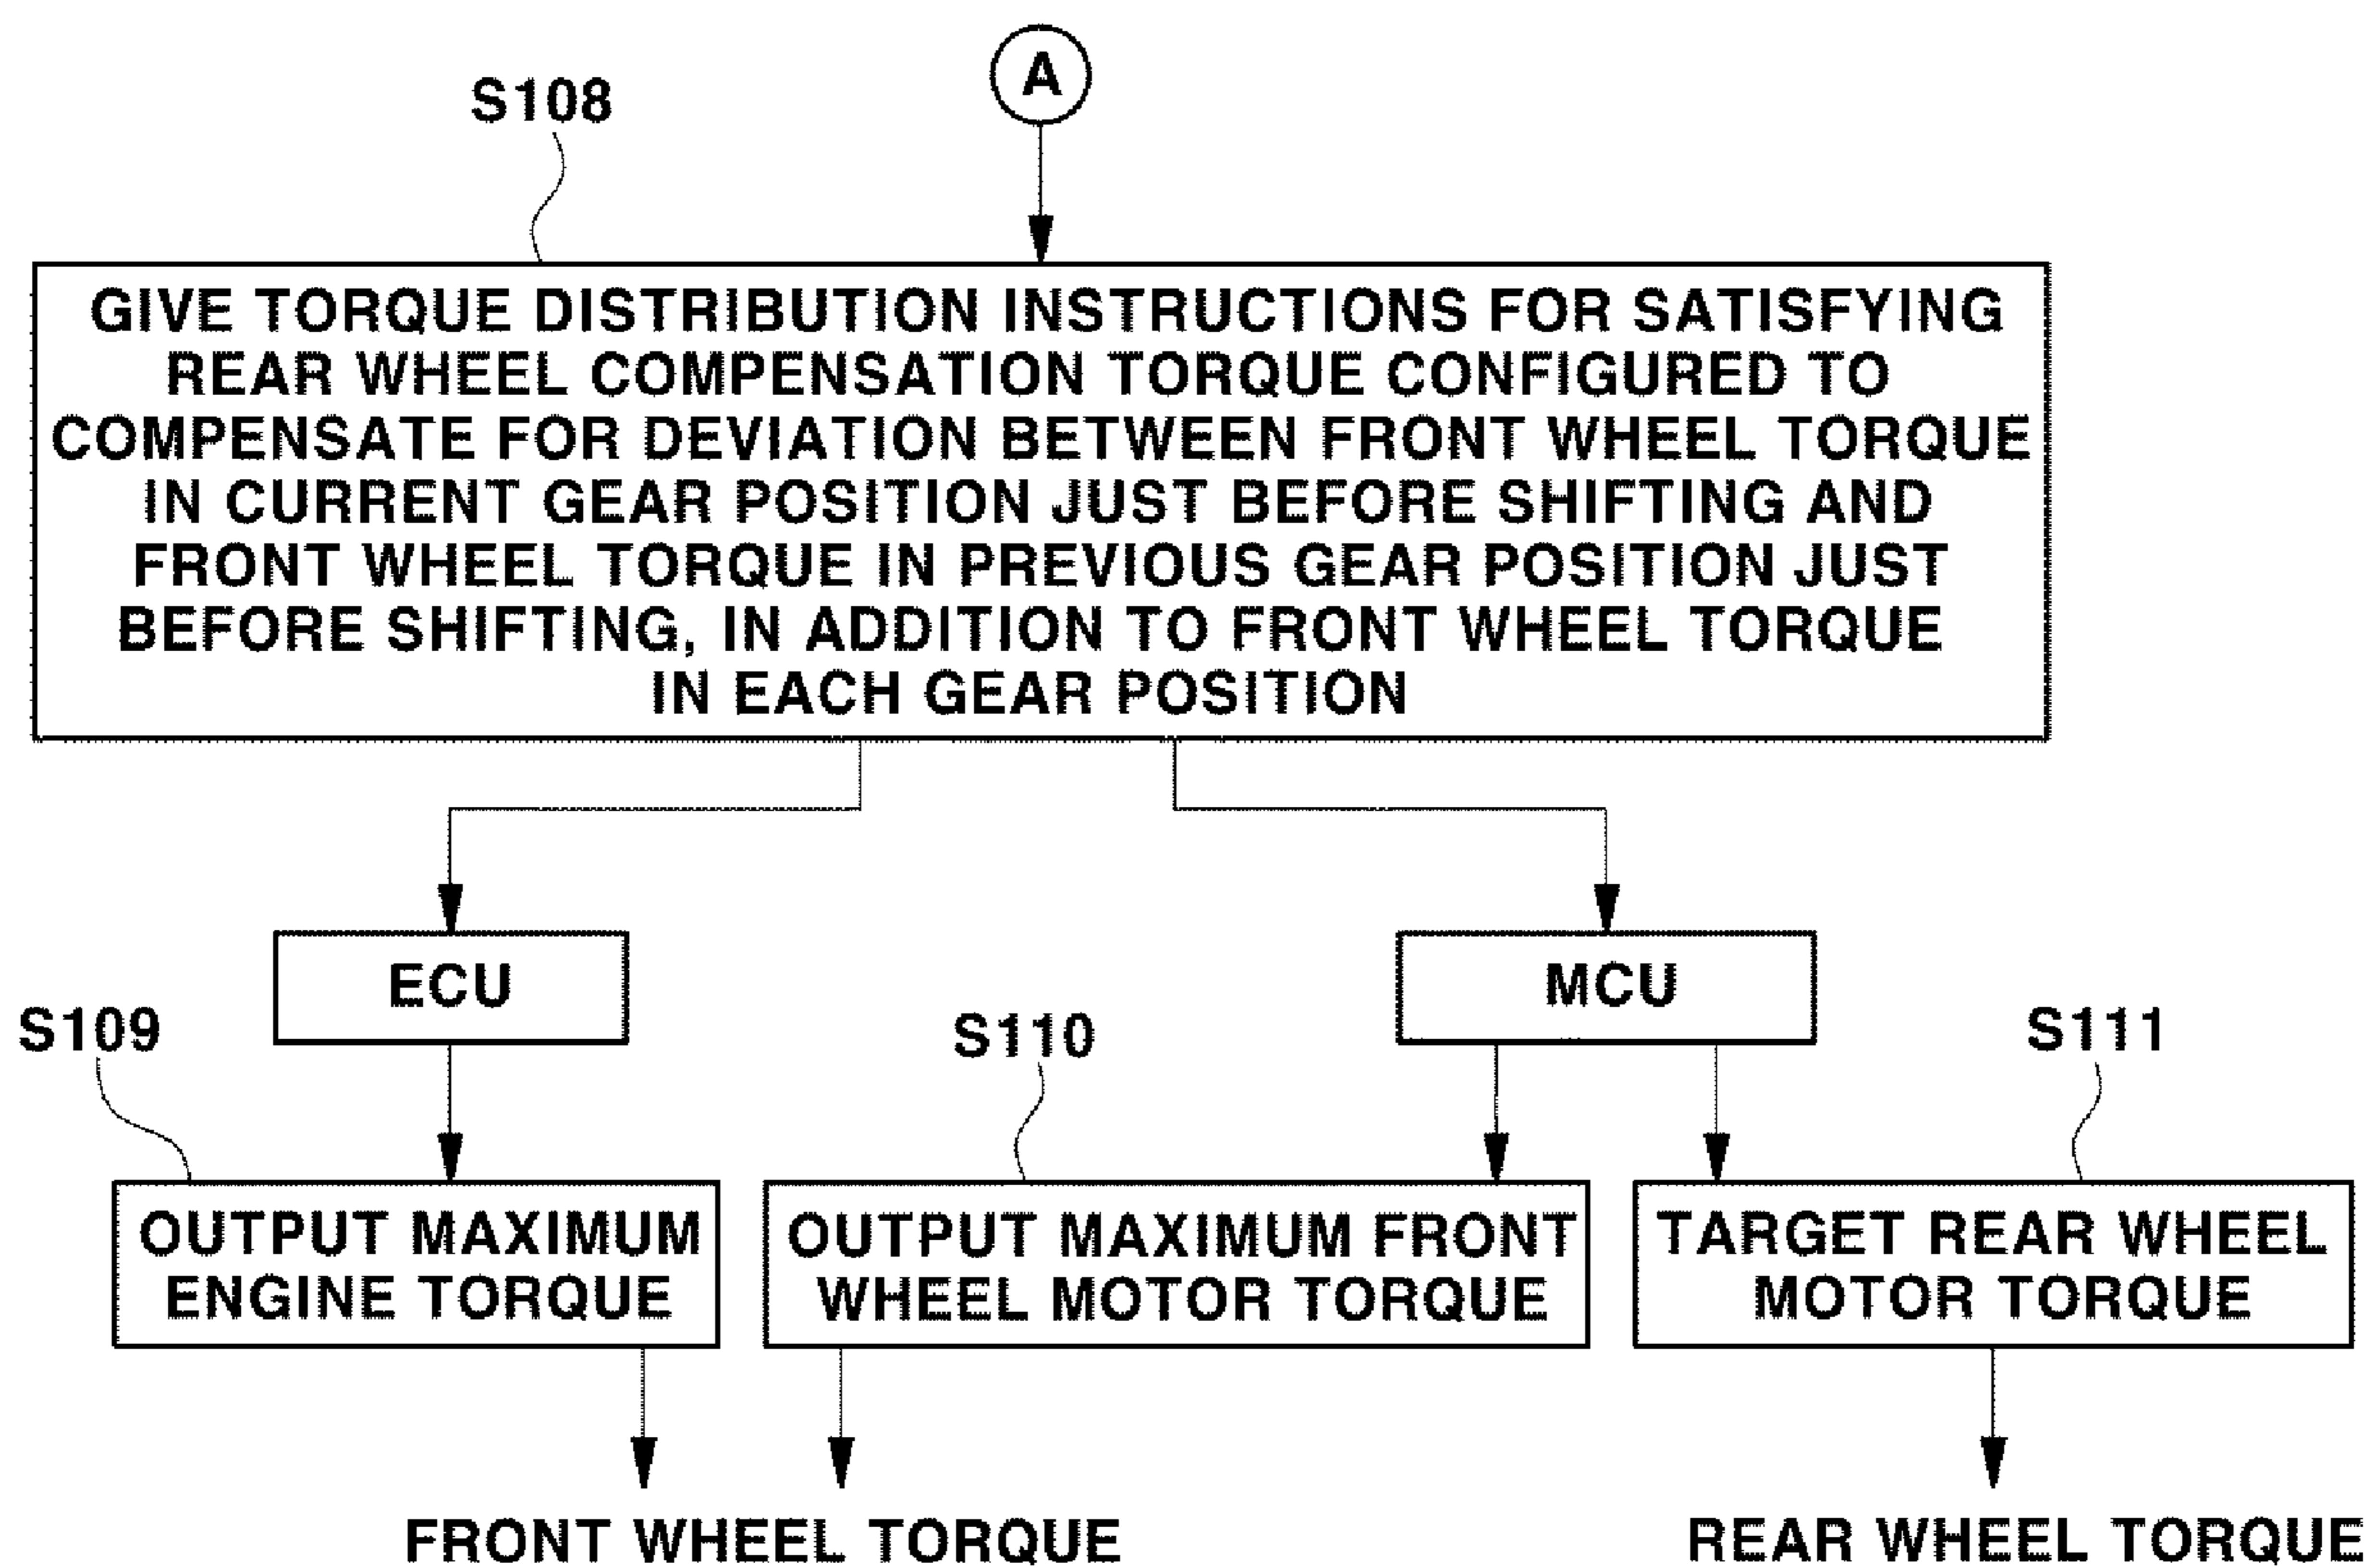 A
S108
GIVE TORQUE DISTRIBUTION INSTRUCTIONS FOR SATISFYING
REAR WHEEL COMPENSATION TORQUE CONFIGURED TO
COMPENSATE FOR DEVIATION BETWEEN FRONT WHEEL TORQUE
IN CURRENT GEAR POSITION JUST BEFORE SHIFTING AND
FRONT WHEEL TORQUE IN PREVIOUS GEAR POSITION JUST
BEFORE SHIFTING, IN ADDITION TO FRONT WHEEL TORQUE
IN EACH GEAR POSITION
ECU
MCU
S109
S110
S111
OUTPUT MAXIMUM
ENGINE TORQUE
OUTPUT MAXIMUM FRONT
WHEEL MOTOR TORQUE
TARGET REAR WHEEL
MOTOR TORQUE
FRONT WHEEL TORQUE
REAR WHEEL TORQUE